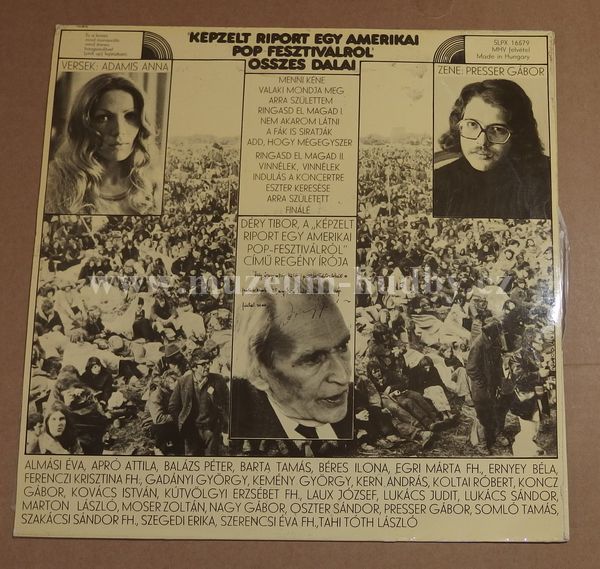 KÉPZELT RIPORT EGY AMERIKAI
POP FESZTIVÁLRÓL
ÖSSZES DALAI
SLPX 16579
MHV felvétel
Made in Hungary
VERSEK: ADAMIS ANNA
ZENE: PRESSER GÁBOR
MENNI KÉNE
VALAKI MONDJA MEG
ARRA SZÜLETTEM
RINGASD EL MAGAD I.
NEM AKAROM LÁTNI
A FÁK IS SIRATJÁK
ADD, HOGY MÉGEGYSZER
RINGASD EL MAGAD II.
VINNÉLEK, VINNÉLEK
INDULÁS A KONCERTRE
ESZTER KERESÉSE
ARRA SZÜLETETT
FINÁLÉ
DÉRY TIBOR, A „KÉPZELT
RIPORT EGY AMERIKAI
POP-FESZTIVÁLRÓL”
CÍMŰ REGÉNY ÍRÓJA
www.muzeum-hudby.cz
ALMÁSI ÉVA, APRÓ ATTILA, BALÁZS PÉTER, BARTA TAMÁS, BÉRES ILONA, EGRI MÁRTA FH., ERNYEY BÉLA,
FERENCZI KRISZTINA FH., GADÁNYI GYÖRGY, KEMÉNY GYÖRGY, KERN ANDRÁS, KOLTAI RÓBERT, KONCZ
GÁBOR, KOVÁCS ISTVÁN, KÚTVÖLGYI ERZSÉBET FH., LAUX JÓZSEF, LUKÁCS JUDIT, LUKÁCS SÁNDOR,
MARTON LÁSZLÓ, MOSER ZOLTÁN, NAGY GÁBOR, OSZTER SÁNDOR, PRESSER GÁBOR, SOMLÓ TAMÁS,
SZAKÁCSI SÁNDOR FH., SZEGEDI ERIKA, SZERENCSI ÉVA FH., TAHI TÓTH LÁSZLÓ